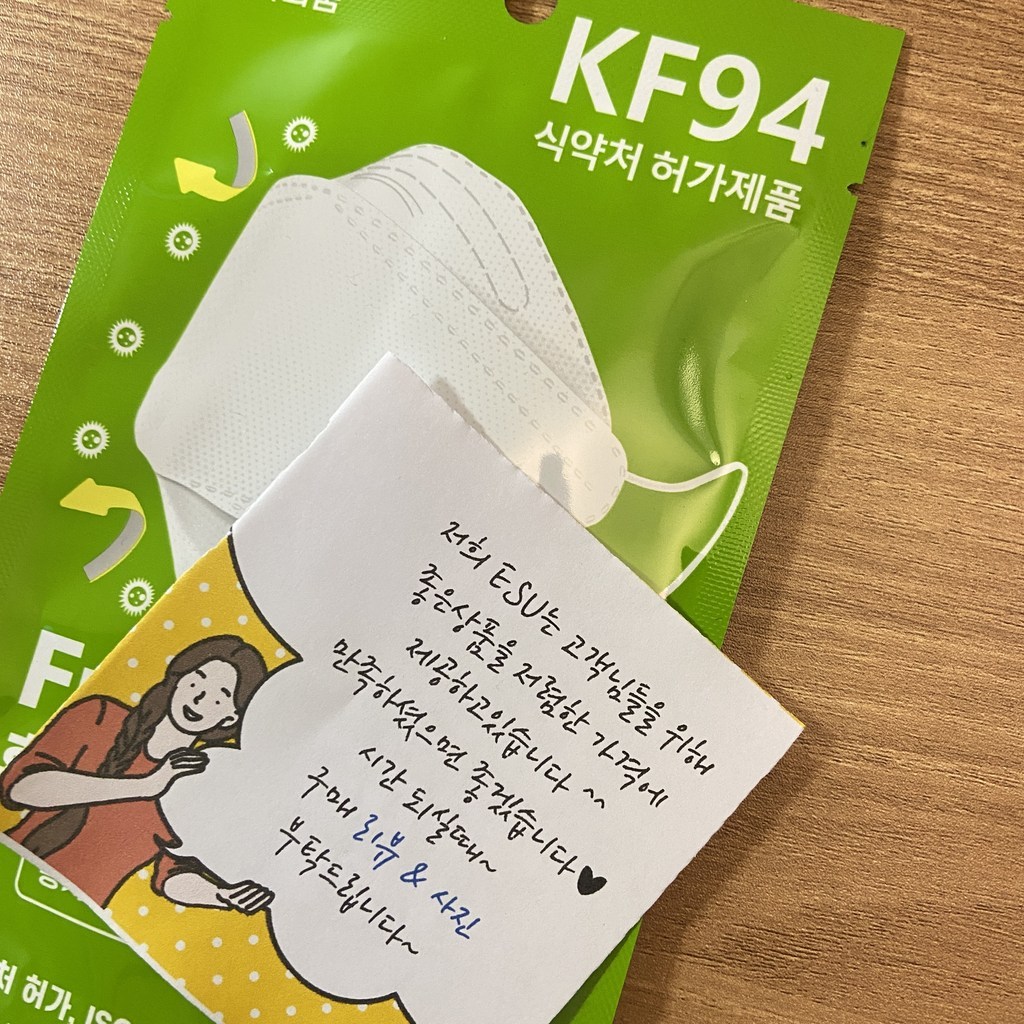 KF94
식약처 허가제품
저희 ESU는 고객님들을 위해
좋은상품을 저렴한 가격에
제공하고있습니다 ^^
만족하셨으면 좋겠습니다♥
시간 되실때~
구매 리뷰 & 사진
부탁드립니다~
허가, ISO